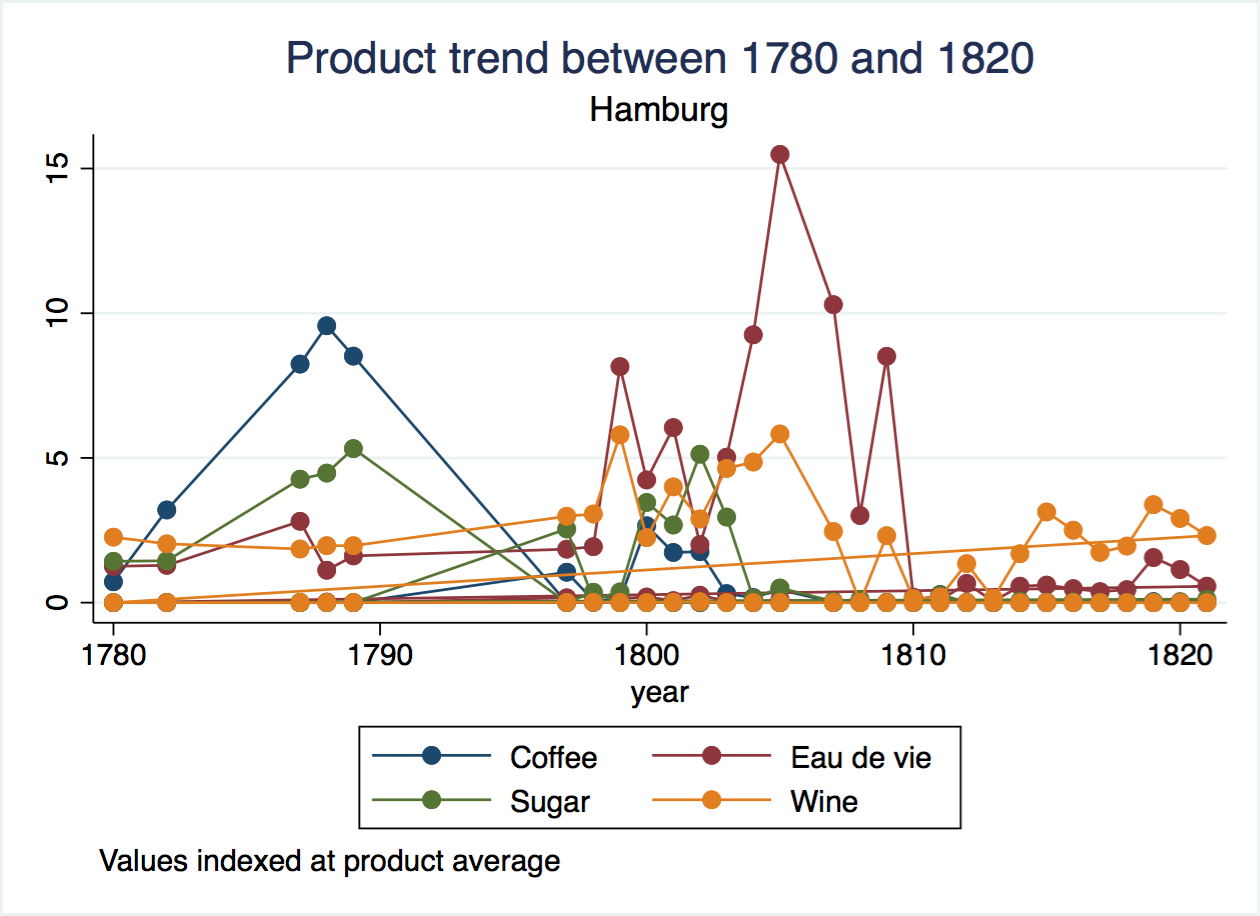 Product trend between 1780 and 1820
Hamburg
15
10
5
0
1780 1790 1800 1810 1820
year
Coffee Eau de vie
Sugar Wine
Values indexed at product average